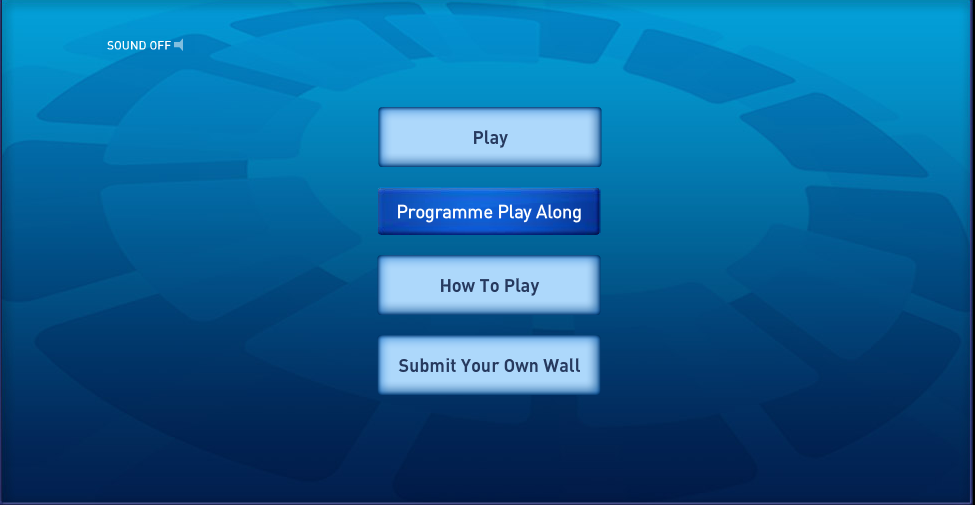 SOUND OFF
Play
Programme Play Along
How To Play
Submit Your Own Wall